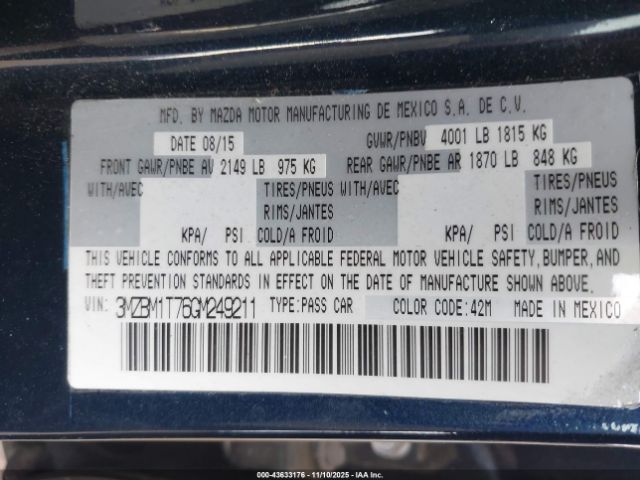 MFD. BY MAZDA MOTOR MANUFACTURING DE MEXICO S.A. DE C.V.
DATE 08/15 GVWR/PNBV 4001 LB 1815 KG
FRONT GAWR/PNBE AV 2149 LB 975 KG REAR GAWR/PNBE AR 1870 LB 848 KG
WITH/AVEC TIRES/PNEUS WITH/AVEC TIRES/PNEUS
RIMS/JANTES RIMS/JANTES
KPA/ PSI COLD/A FROID KPA/ PSI COLD/A FROID
THIS VEHICLE CONFORMS TO ALL APPLICABLE FEDERAL MOTOR VEHICLE SAFETY, BUMPER, AND
THEFT PREVENTION STANDARDS IN EFFECT ON THE DATE OF MANUFACTURE SHOWN ABOVE.
VIN: 3MZBM1T76GM249211 TYPE:PASS CAR COLOR CODE:42M MADE IN MEXICO
000-43633176 - 11/10/2025 - IAA Inc.